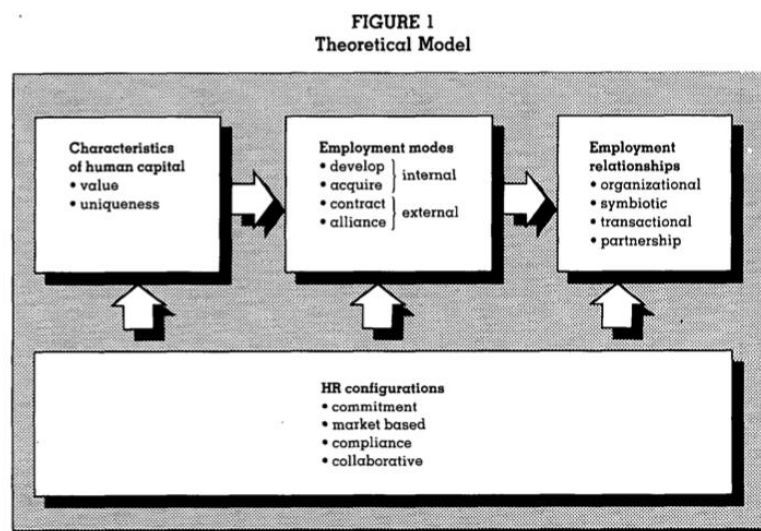 FIGURE 1
Theoretical Model
Characteristics
of human capital
• value
• uniqueness
Employment modes
• develop
• acquire
internal
• contract
• alliance
external
Employment
relationships
• organizational
• symbiotic
• transactional
• partnership
HR configurations
• commitment
• market based
• compliance
• collaborative